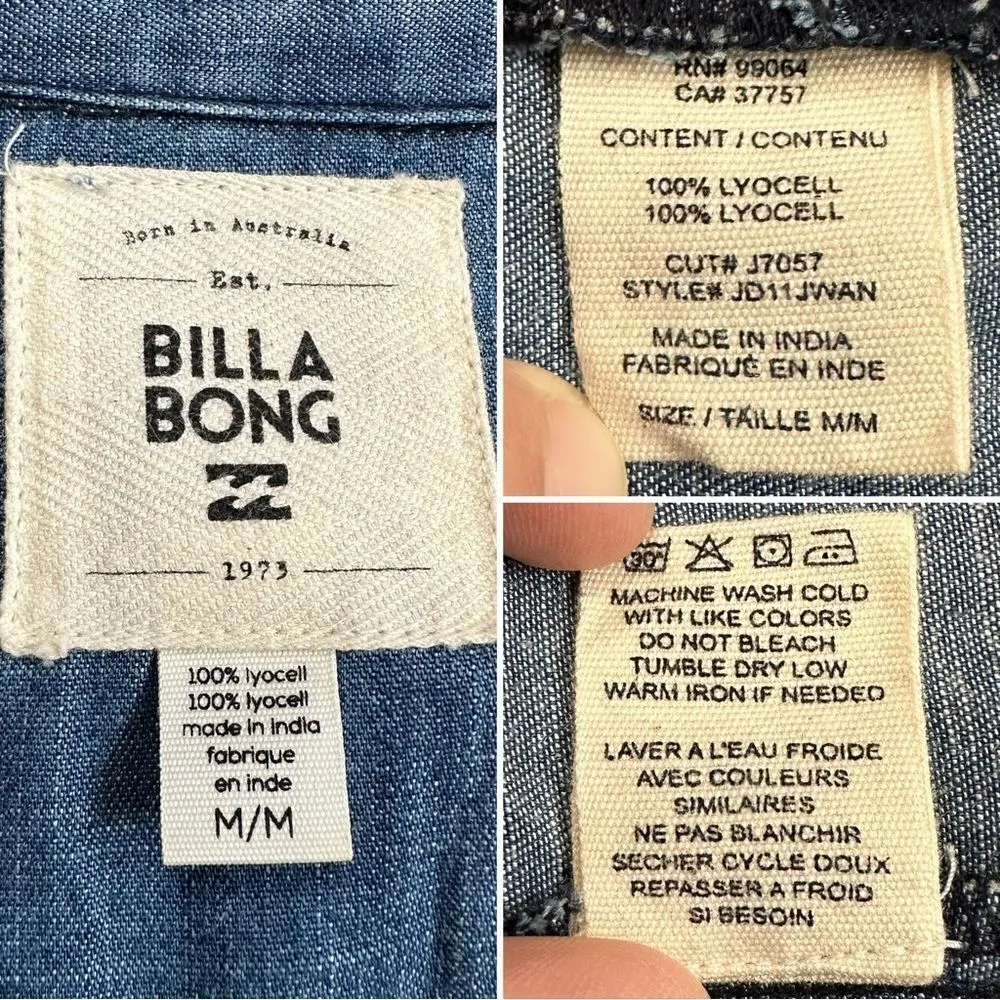 Born in Australia
Est.
BILLA
BONG
1973
100% lyocell
100% lyocell
made in india
fabrique
en inde
M/M
RN# 99064
CA# 37757
CONTENT / CONTENU
100% LYOCELL
100% LYOCELL
CUT# J7057
STYLE# JD11JWAN
MADE IN INDIA
FABRIQUÉ EN INDE
SIZE / TAILLE M/M
30°
MACHINE WASH COLD
WITH LIKE COLORS
DO NOT BLEACH
TUMBLE DRY LOW
WARM IRON IF NEEDED
LAVER A L'EAU FROIDE
AVEC COULEURS
SIMILAIRES
NE PAS BLANCHIR
SECHER CYCLE DOUX
REPASSER A FROID
SI BESOIN